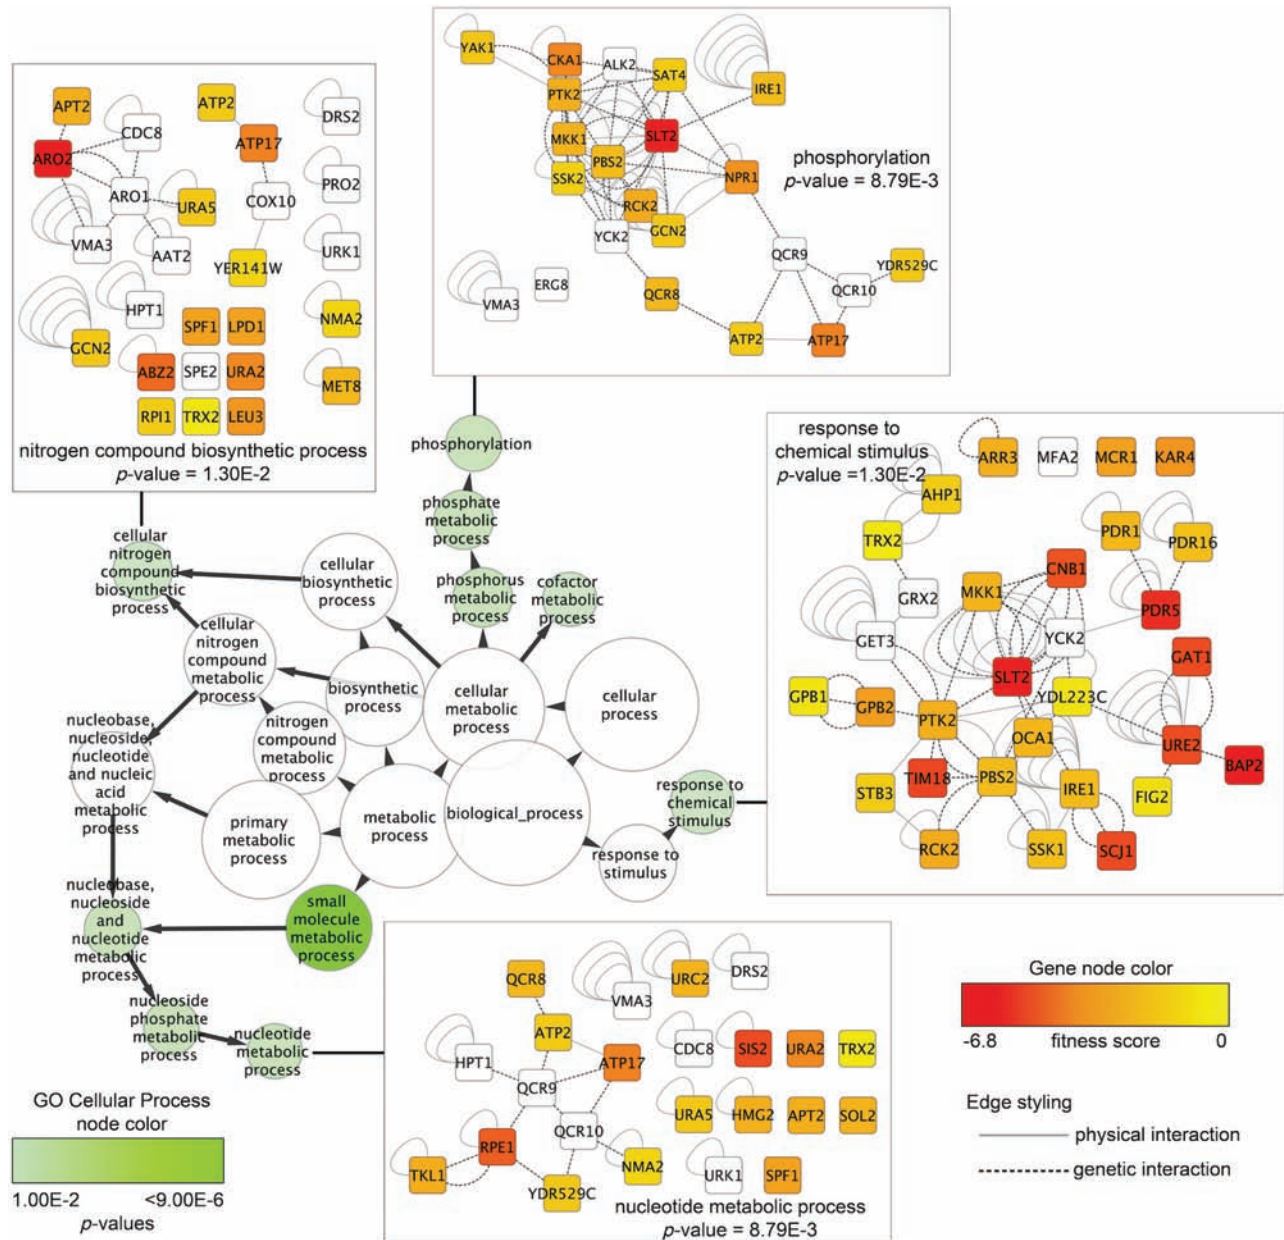 YAK1
CKA1
ALK2
SAT4
IRE1
PTK2
MKK1
SLT2
PBS2
SSK2
NPR1
RCK2
YCK2
GCN2
QCR9
YDR529C
QCR10
QCR8
ERG8
VMA3
ATP2
ATP17
phosphorylation
p-value = 8.79E-3
APT2
ATP2
DRS2
CDC8
ATP17
ARO2
PRO2
ARO1
COX10
URA5
VMA3
AAT2
URK1
YER141W
HPT1
NMA2
SPF1
LPD1
GCN2
ABZ2
SPE2
URA2
MET8
RPI1
TRX2
LEU3
nitrogen compound biosynthetic process
p-value = 1.30E-2
response to
chemical stimulus
p-value =1.30E-2
ARR3
MFA2
MCR1
KAR4
AHP1
TRX2
PDR1
PDR16
CNB1
MKK1
GRX2
PDR5
GET3
YCK2
GAT1
SLT2
GPB1
GPB2
YDL223C
PTK2
OCA1
URE2
BAP2
TIM18
PBS2
STB3
IRE1
FIG2
RCK2
SSK1
SCJ1
phosphorylation
phosphate
metabolic
process
phosphorus
metabolic
process
cofactor
metabolic
process
cellular
nitrogen
compound
biosynthetic
process
cellular
biosynthetic
process
cellular
nitrogen
compound
metabolic
process
biosynthetic
process
cellular
metabolic
process
cellular
process
nucleobase,
nucleoside,
nucleotide
and nucleic
acid
metabolic
process
nitrogen
compound
metabolic
process
primary
metabolic
process
metabolic
process
biological_process
response to
chemical
stimulus
response to
stimulus
nucleobase,
nucleoside
and
nucleotide
metabolic
process
small
molecule
metabolic
process
nucleoside
phosphate
metabolic
process
nucleotide
metabolic
process
QCR8
VMA3
URC2
DRS2
ATP2
HPT1
ATP17
CDC8
SIS2
URA2
TRX2
QCR9
URA5
HMG2
APT2
SOL2
QCR10
RPE1
TKL1
NMA2
URK1
SPF1
YDR529C
nucleotide metabolic process
p-value = 8.79E-3
GO Cellular Process
node color
1.00E-2 <9.00E-6
p-values
Gene node color
-6.8 fitness score 0
Edge styling
physical interaction
genetic interaction